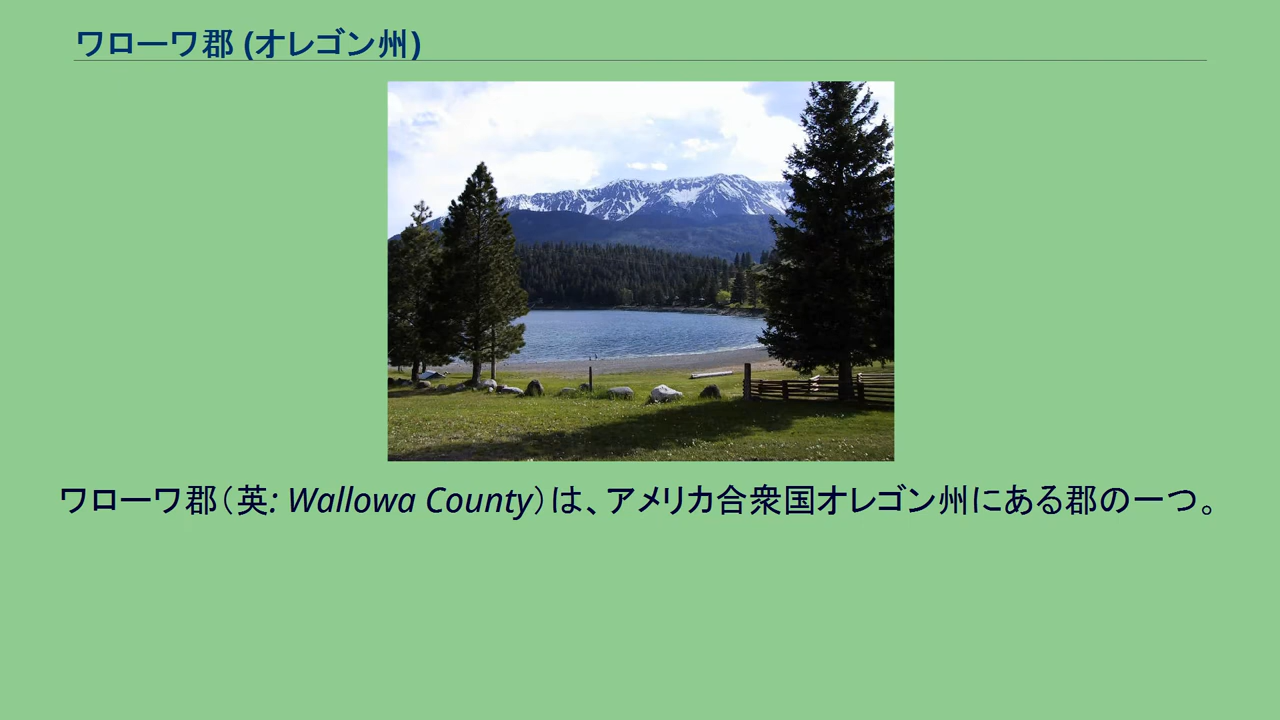 ワローワ郡 (オレゴン州)
ワローワ郡（英: Wallowa County）は、アメリカ合衆国オレゴン州にある郡の一つ。